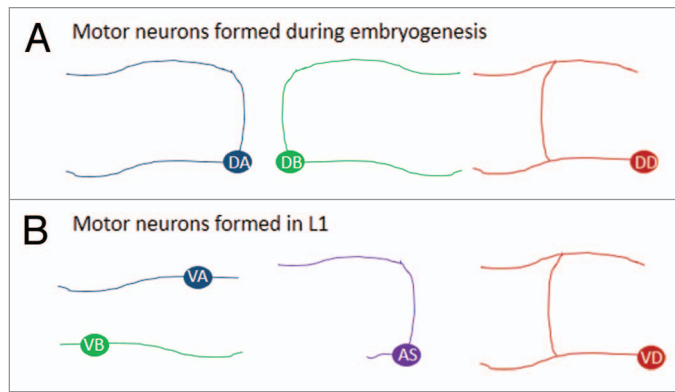 A Motor neurons formed during embryogenesis
DA DB DD
B Motor neurons formed in L1
VA
VB AS VD